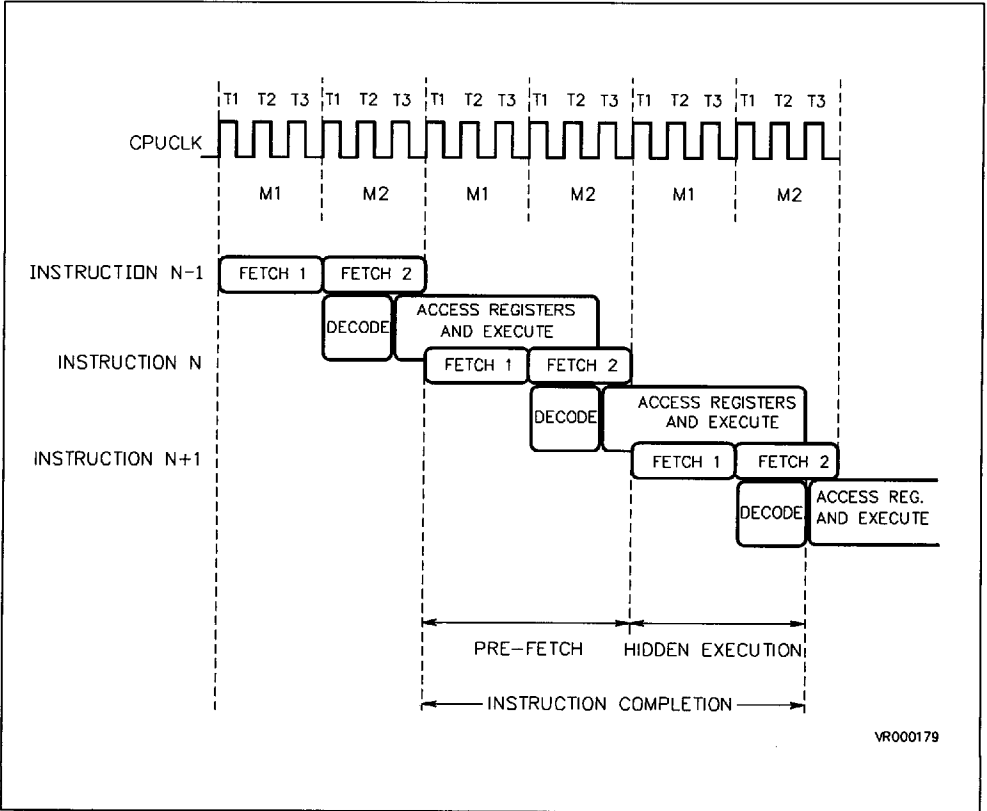 T1 T2 T3 T1 T2 T3 T1 T2 T3 T1 T2 T3 T1 T2 T3 T1 T2 T3
CPUCLK
M1 M2 M1 M2 M1 M2
INSTRUCTION N-1
FETCH 1 FETCH 2
DECODE
ACCESS REGISTERS
AND EXECUTE
INSTRUCTION N
FETCH 1 FETCH 2
DECODE
ACCESS REGISTERS
AND EXECUTE
INSTRUCTION N+1
FETCH 1 FETCH 2
DECODE
ACCESS REG.
AND EXECUTE
PRE-FETCH HIDDEN EXECUTION
INSTRUCTION COMPLETION
VR000179